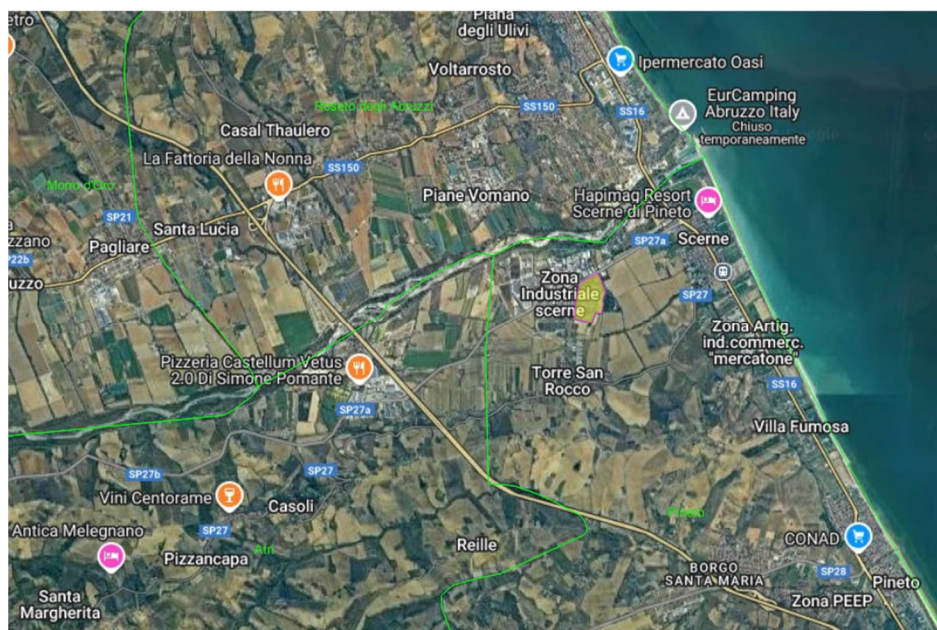 etro
Piana
degli Ulivi
Voltarrosto
Ipermercato Oasi
Roseto degli Abruzzi
SS150
SS16
EurCamping
Abruzzo Italy
Chiuso
temporaneamente
Casal Thaulero
La Fattoria della Nonna
SS150
Morro d'Oro
Piane Vomano
Hapimag Resort
Scerne di Pineto
SP21
Santa Lucia
Pagliare
zzano
SP22b
uzzo
SP27a
Scerne
Zona
Industriale
scerne
SP27
Zona Artig.
ind.commerc.
"mercatone"
Pizzeria Castellum Vetus
2.0 Di Simone Pomante
Torre San
Rocco
SS16
SP27a
Villa Fumosa
SP27b
SP27
Vini Centorame
Casoli
Pineto
SP27
Antica Melegnano
Atri
Reille
CONAD
Pizzancapa
BORGO
SANTA MARIA
SP28
Pineto
Santa
Margherita
Zona PEEP